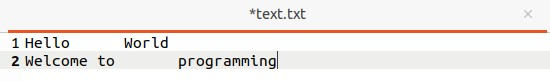 *text.txt ×
1 Hello      World
2 Welcome to       programming